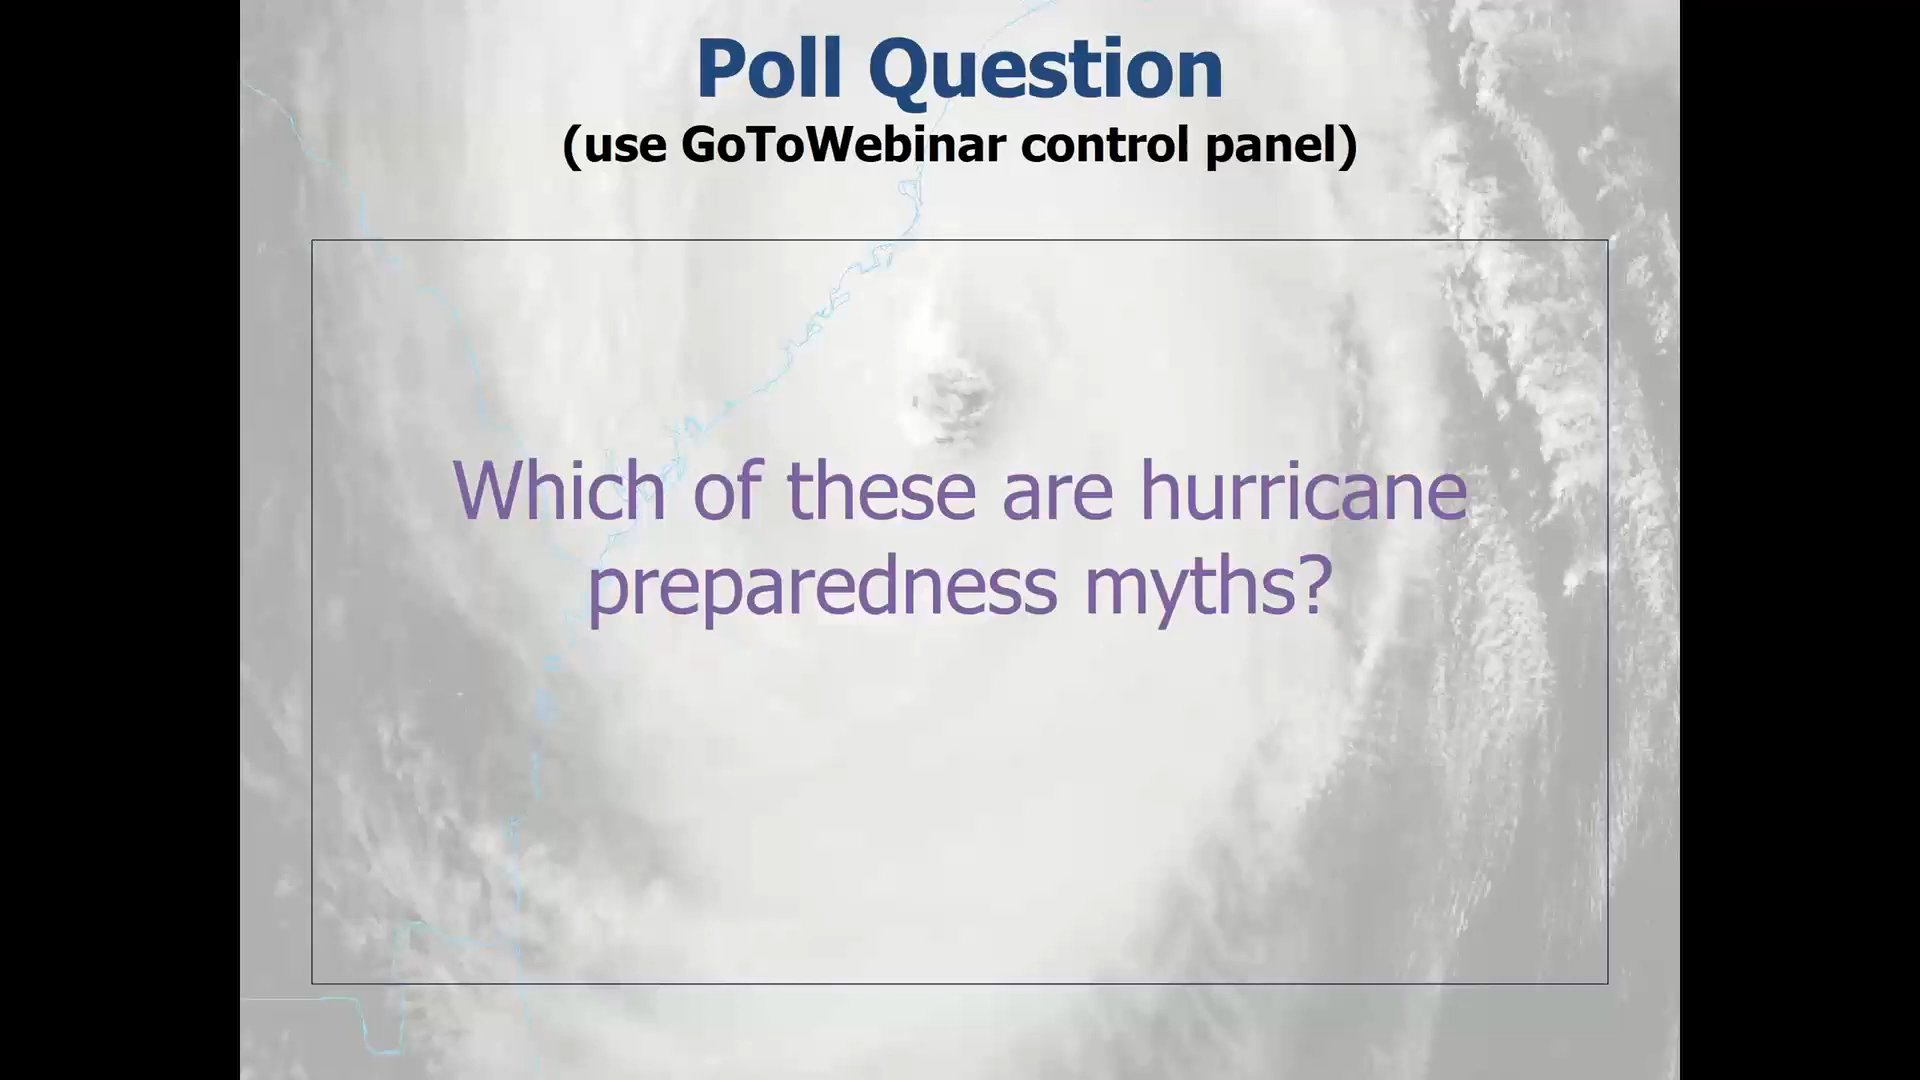 Poll Question
(use GoToWebinar control panel)
Which of these are hurricane
preparedness myths?